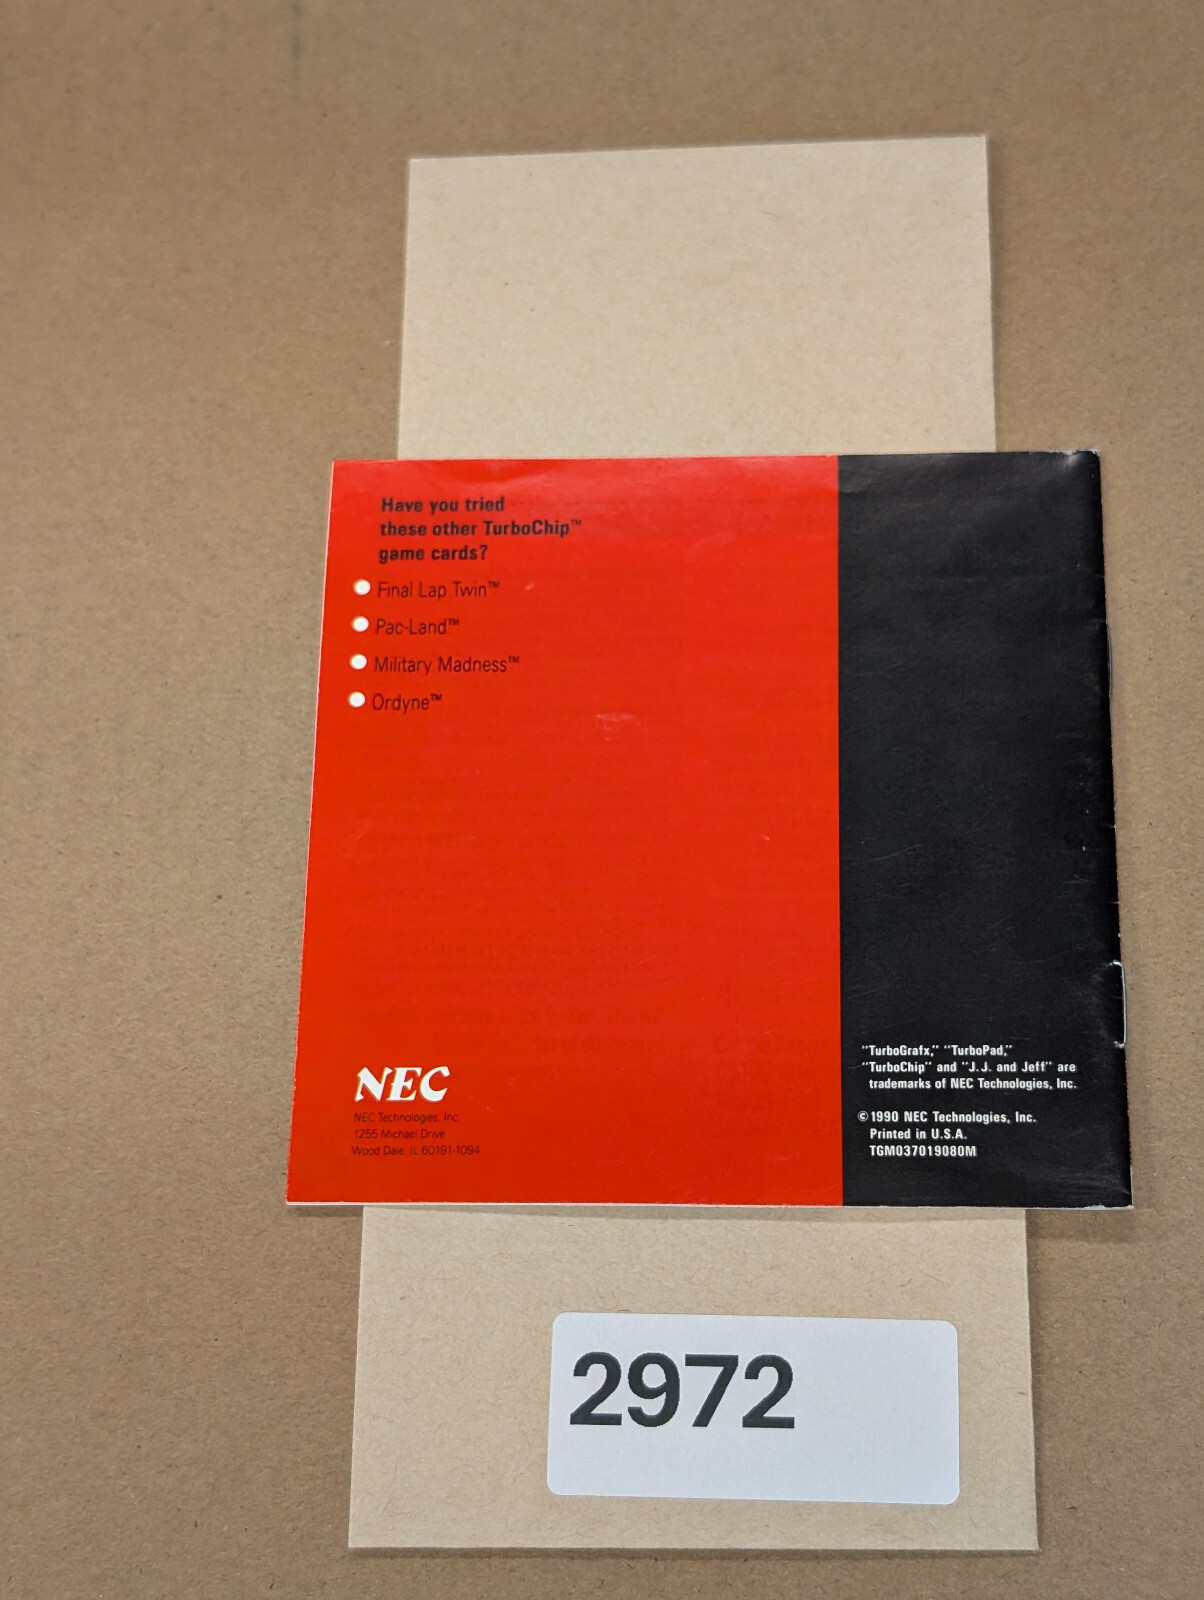 Have you tried
these other TurboChip™
game cards?
Final Lap Twin™
Pac-Land™
Military Madness™
Ordyne™
NEC
NEC Technologies, Inc.
1255 Michael Drive
Wood Dale, IL 60191-1094
"TurboGrafx," "TurboPad,"
"TurboChip" and "J.J. and Jeff" are
trademarks of NEC Technologies, Inc.
©1990 NEC Technologies, Inc.
Printed in U.S.A.
TGM037019080M
2972